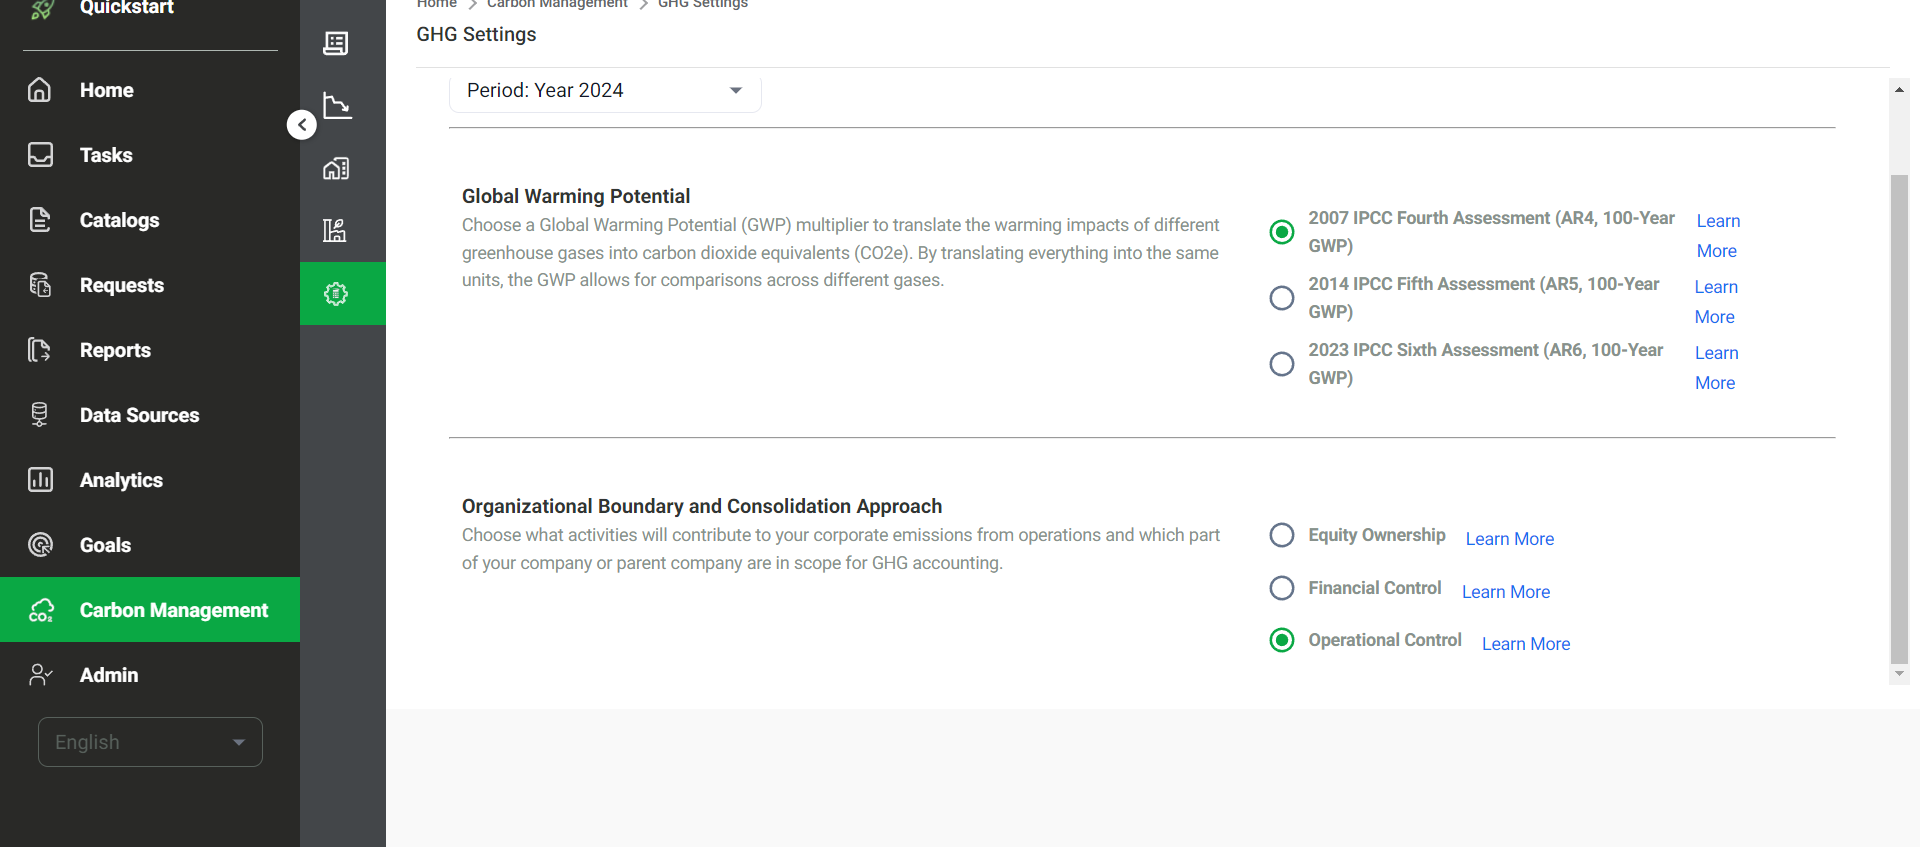 Quickstart
Home
Tasks
Catalogs
Requests
Reports
Data Sources
Analytics
Goals
CO₂
Carbon Management
Admin
English
Home > Carbon Management > GHG Settings
GHG Settings
Period: Year 2024
Global Warming Potential
Choose a Global Warming Potential (GWP) multiplier to translate the warming impacts of different
greenhouse gases into carbon dioxide equivalents (CO2e). By translating everything into the same
units, the GWP allows for comparisons across different gases.
2007 IPCC Fourth Assessment (AR4, 100-Year
GWP)
Learn
More
2014 IPCC Fifth Assessment (AR5, 100-Year
GWP)
Learn
More
2023 IPCC Sixth Assessment (AR6, 100-Year
GWP)
Learn
More
Organizational Boundary and Consolidation Approach
Choose what activities will contribute to your corporate emissions from operations and which part
of your company or parent company are in scope for GHG accounting.
Equity Ownership Learn More
Financial Control Learn More
Operational Control Learn More